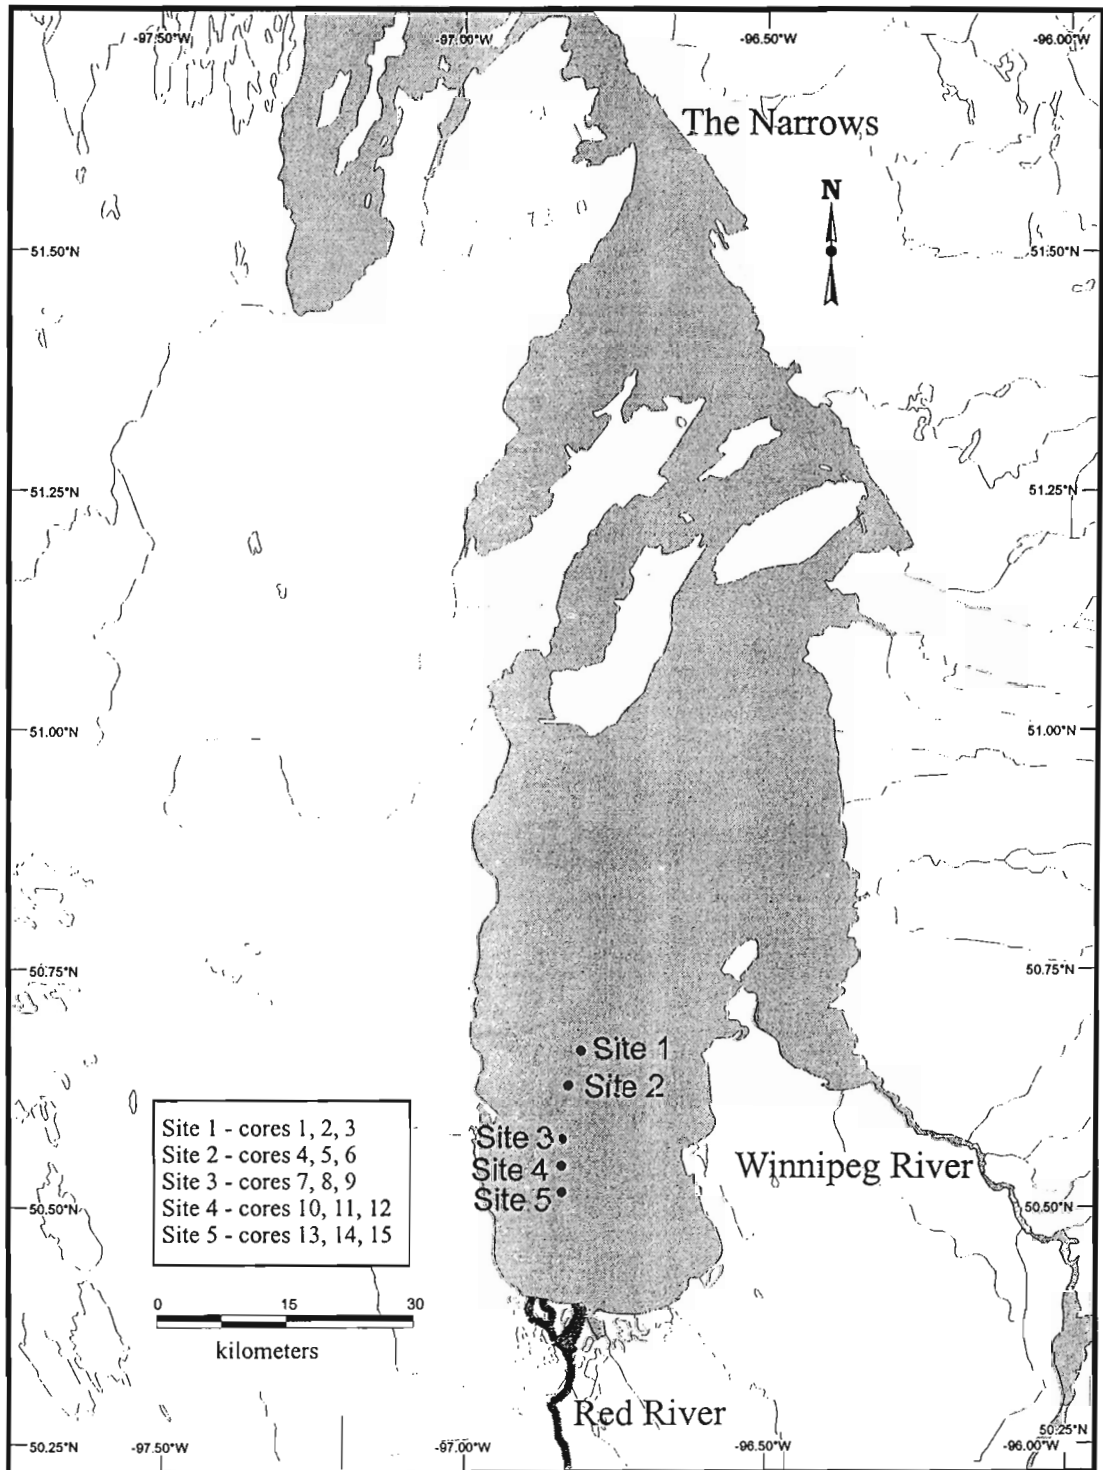 -97.50°W
-97.00°W
-96.50°W
-96.00°W
The Narrows
N
51.50°N
51.50°N
51.25°N
51.25°N
51.00°N
51.00°N
50.75°N
50.75°N
Site 1
Site 2
Site 3
Site 4
Site 5
Site 1 - cores 1, 2, 3
Site 2 - cores 4, 5, 6
Site 3 - cores 7, 8, 9
Site 4 - cores 10, 11, 12
Site 5 - cores 13, 14, 15
Winnipeg River
50.50°N
50.50°N
0 15 30
kilometers
Red River
50.25°N
50.25°N
-97.50°W
-97.00°W
-96.50°W
-96.00°W